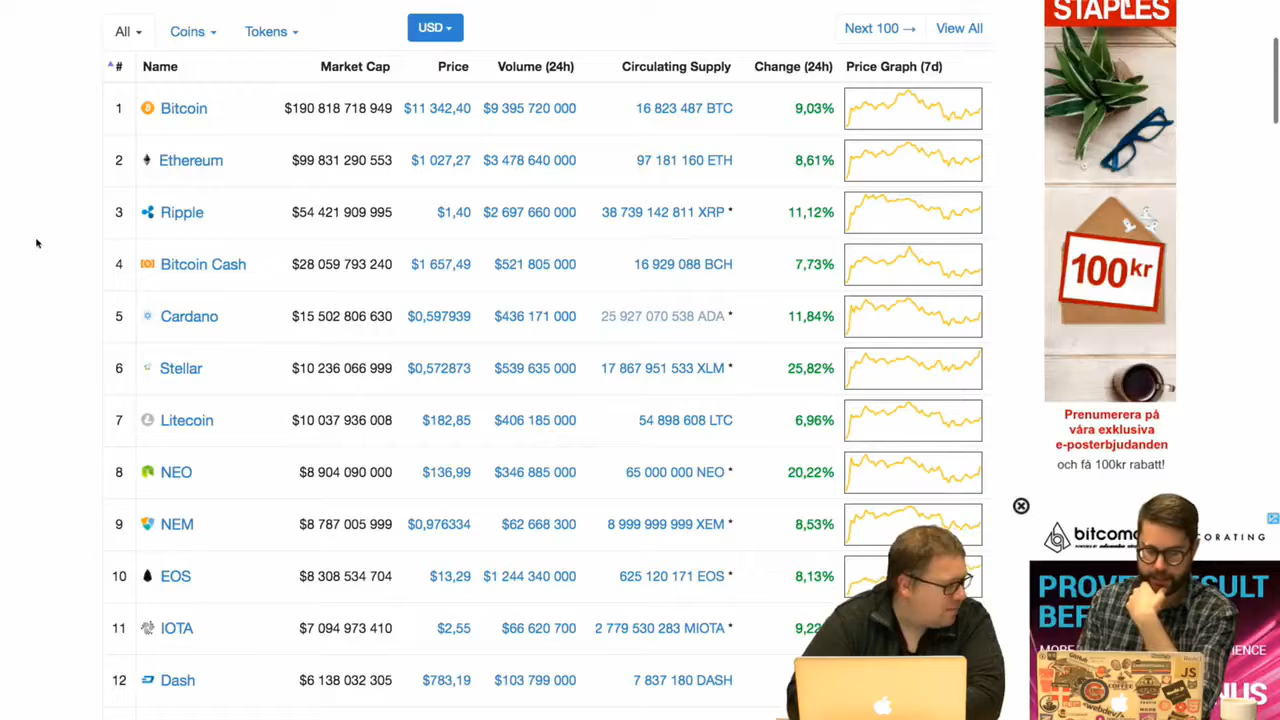 All
Coins
Tokens
USD
Next 100 →
View All
# Name Market Cap Price Volume (24h) Circulating Supply Change (24h) Price Graph (7d)
1 Bitcoin $190 818 718 949 $11 342,40 $9 395 720 000 16 823 487 BTC 9,03%
2 Ethereum $99 831 290 553 $1 027,27 $3 478 640 000 97 181 160 ETH 8,61%
3 Ripple $54 421 909 995 $1,40 $2 697 660 000 38 739 142 811 XRP * 11,12%
4 Bitcoin Cash $28 059 793 240 $1 657,49 $521 805 000 16 929 088 BCH 7,73%
5 Cardano $15 502 806 630 $0,597939 $436 171 000 25 927 070 538 ADA * 11,84%
6 Stellar $10 236 066 999 $0,572873 $539 635 000 17 867 951 533 XLM * 25,82%
7 Litecoin $10 037 936 008 $182,85 $406 185 000 54 898 608 LTC 6,96%
8 NEO $8 904 090 000 $136,99 $346 885 000 65 000 000 NEO * 20,22%
9 NEM $8 787 005 999 $0,976334 $62 668 300 8 999 999 999 XEM * 8,53%
10 EOS $8 308 534 704 $13,29 $1 244 340 000 625 120 171 EOS * 8,13%
11 IOTA $7 094 973 410 $2,55 $66 620 700 2 779 530 283 MIOTA * 9,22
12 Dash $6 138 032 305 $783,19 $103 799 000 7 837 180 DASH
STAPLES
100kr
Prenumerera på
våra exklusiva
e-posterbjudanden
och få 100kr rabatt!
JS